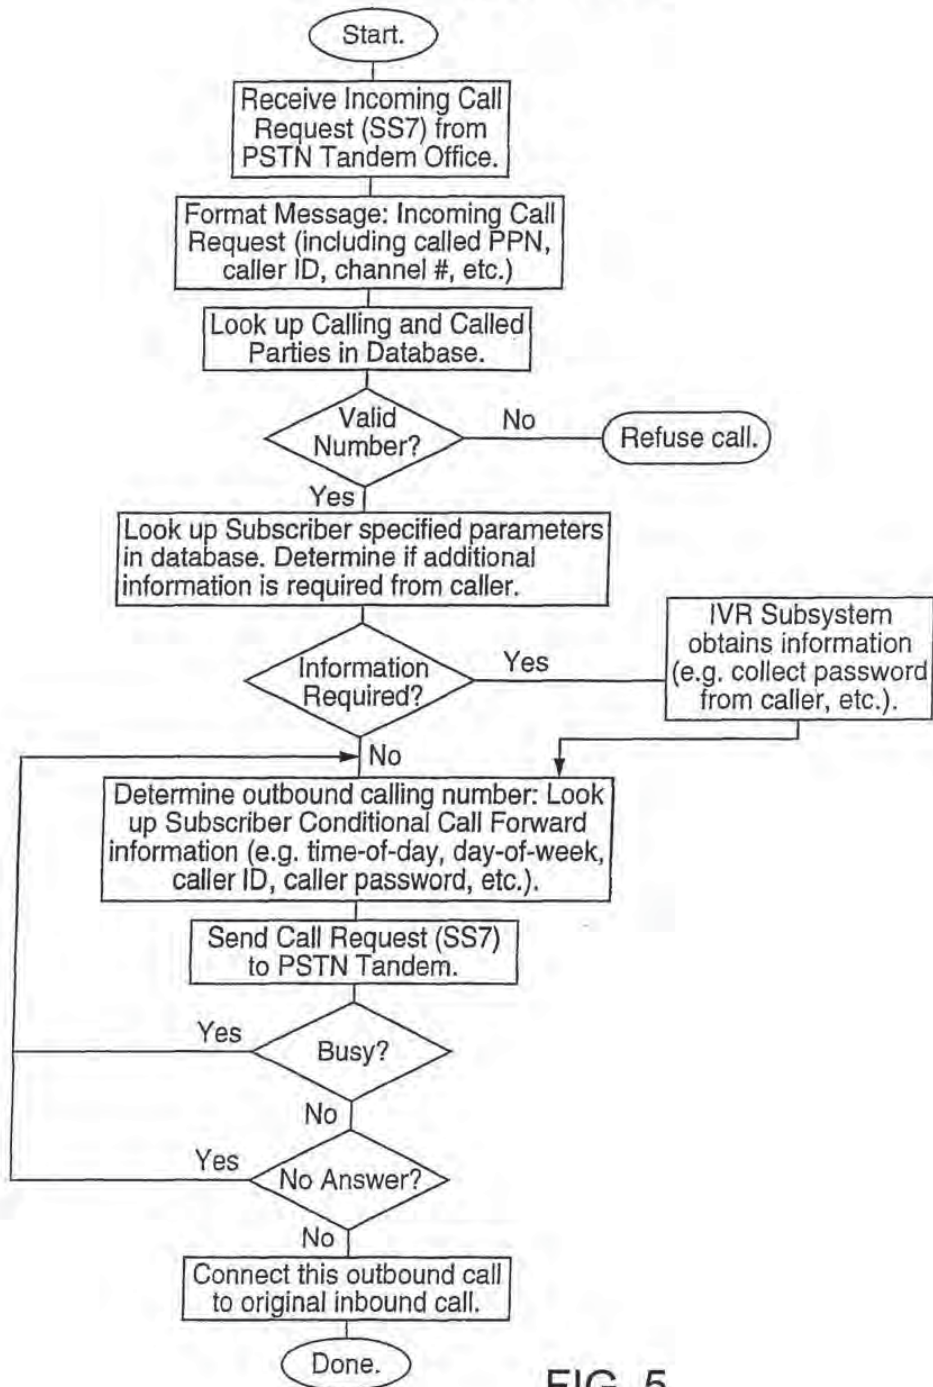 Start.
Receive Incoming Call
Request (SS7) from
PSTN Tandem Office.
Format Message: Incoming Call
Request (including called PPN,
caller ID, channel #, etc.)
Look up Calling and Called
Parties in Database.
Valid
Number?
No
Refuse call.
Yes
Look up Subscriber specified parameters
in database. Determine if additional
information is required from caller.
Information
Required?
Yes
IVR Subsystem
obtains information
(e.g. collect password
from caller, etc.).
No
Determine outbound calling number: Look
up Subscriber Conditional Call Forward
information (e.g. time-of-day, day-of-week,
caller ID, caller password, etc.).
Send Call Request (SS7)
to PSTN Tandem.
Yes
Busy?
No
Yes
No Answer?
No
Connect this outbound call
to original inbound call.
Done.
FIG. 5